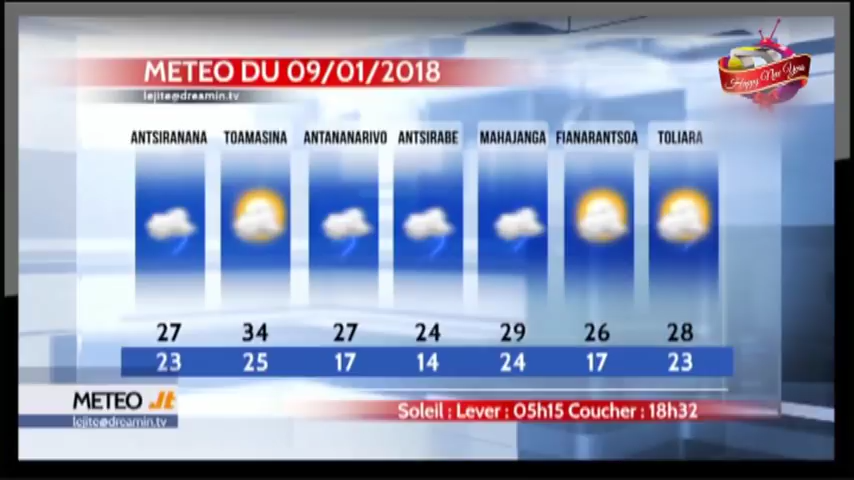 METEO DU 09/01/2018
lejite@dreamin.tv
Happy New Year
ANTSIRANANA TOAMASINA ANTANANARIVO ANTSIRABE MAHAJANGA FIANARANTSOA TOLIARA
27 34 27 24 29 26 28
23 25 17 14 24 17 23
METEO Jt
lejite@dreamin.tv
Soleil : Lever : 05h15 Coucher : 18h32